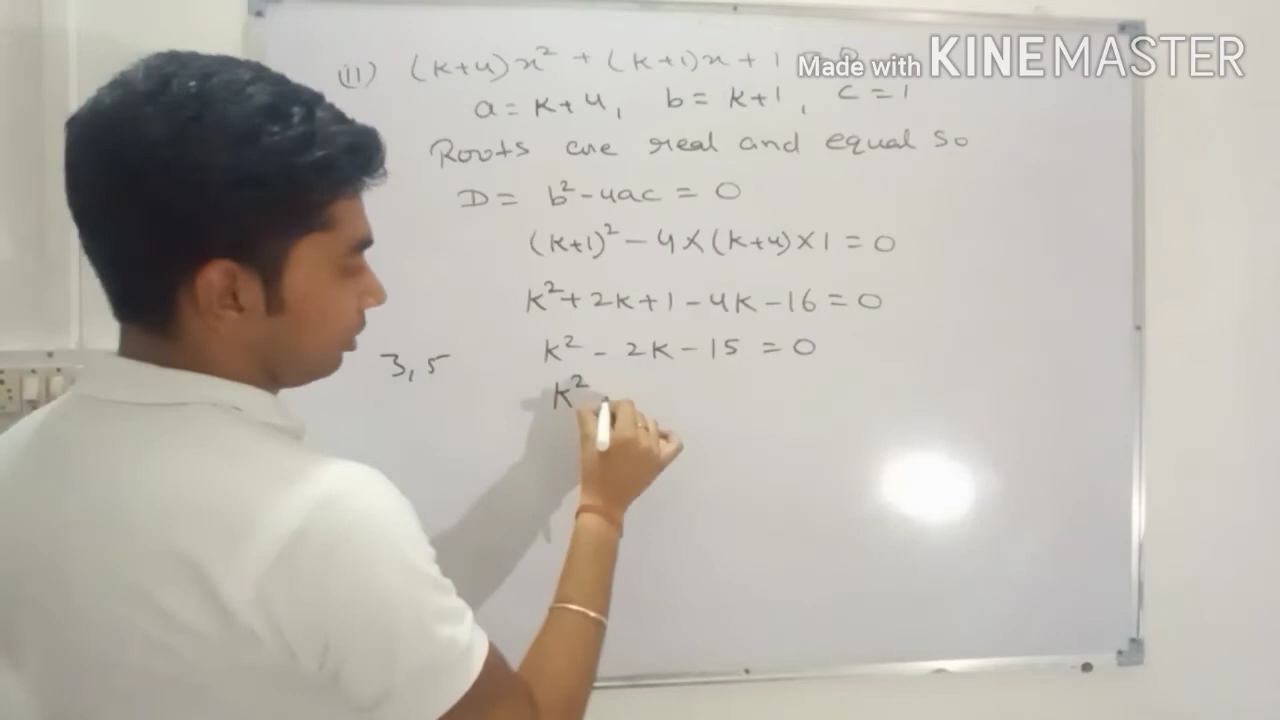 (ii) (k+4)x² + (k+1)x + 1
Made with KINEMASTER
a = k+4, b = k+1, c = 1
Roots are real and equal so
D = b² - 4ac = 0
(k+1)² - 4 × (k+4) × 1 = 0
k² + 2k + 1 - 4k - 16 = 0
k² - 2k - 15 = 0
3, 5
k²